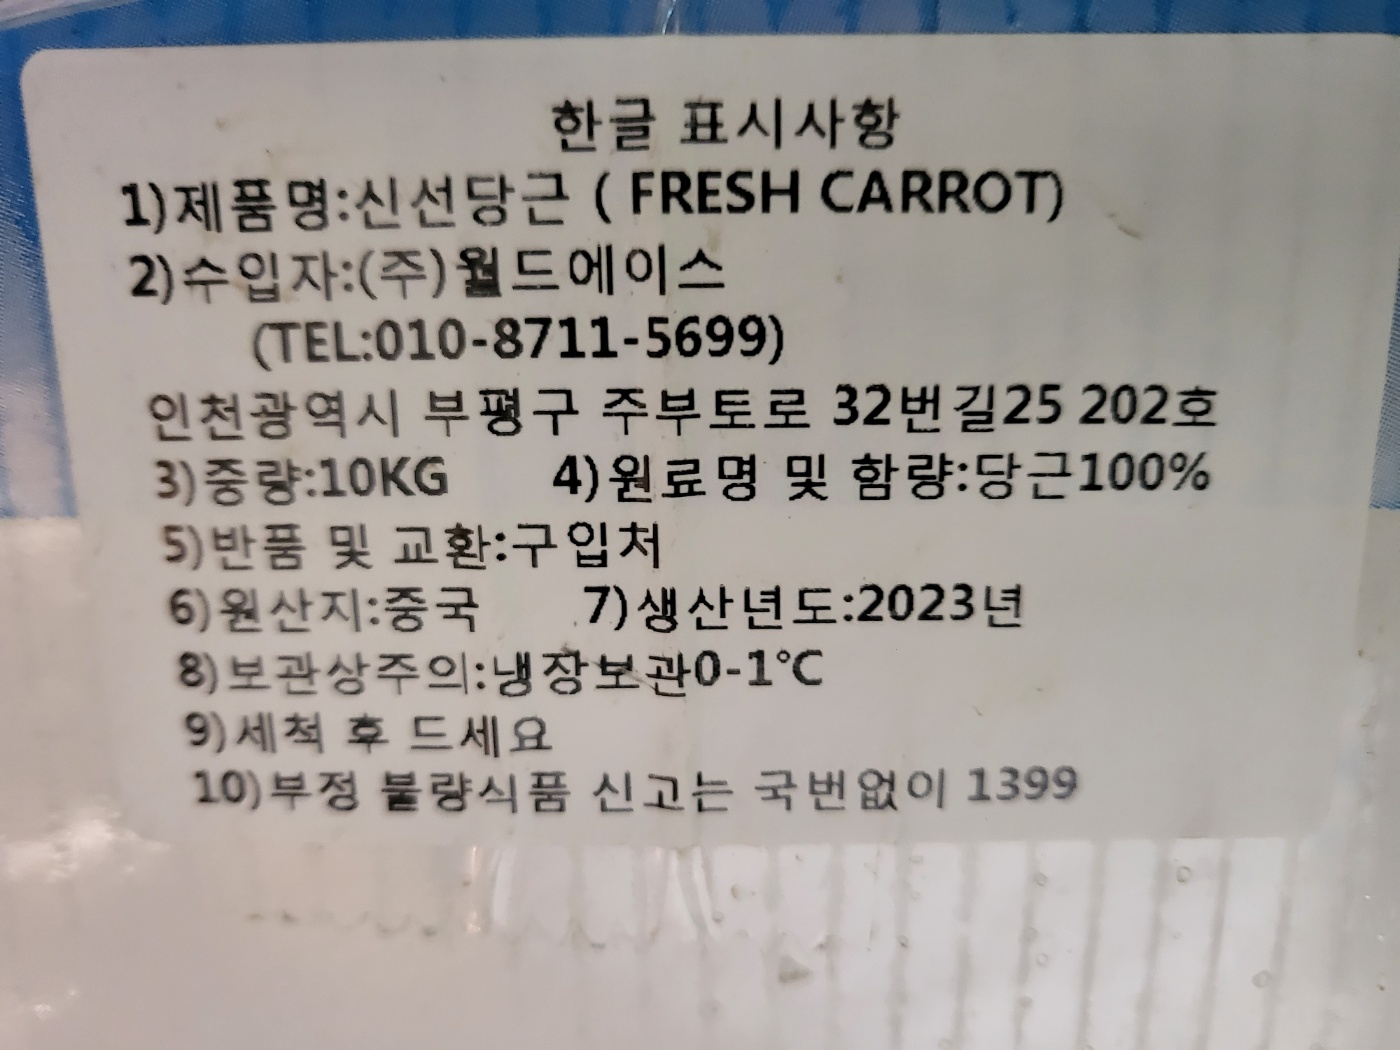 한글 표시사항
1)제품명:신선당근 ( FRESH CARROT)
2)수입자:(주)월드에이스
(TEL:010-8711-5699)
인천광역시 부평구 주부토로 32번길25 202호
3)중량:10KG 4)원료명 및 함량:당근100%
5)반품 및 교환:구입처
6)원산지:중국 7)생산년도:2023년
8)보관상주의:냉장보관0-1℃
9)세척 후 드세요
10)부정 불량식품 신고는 국번없이 1399